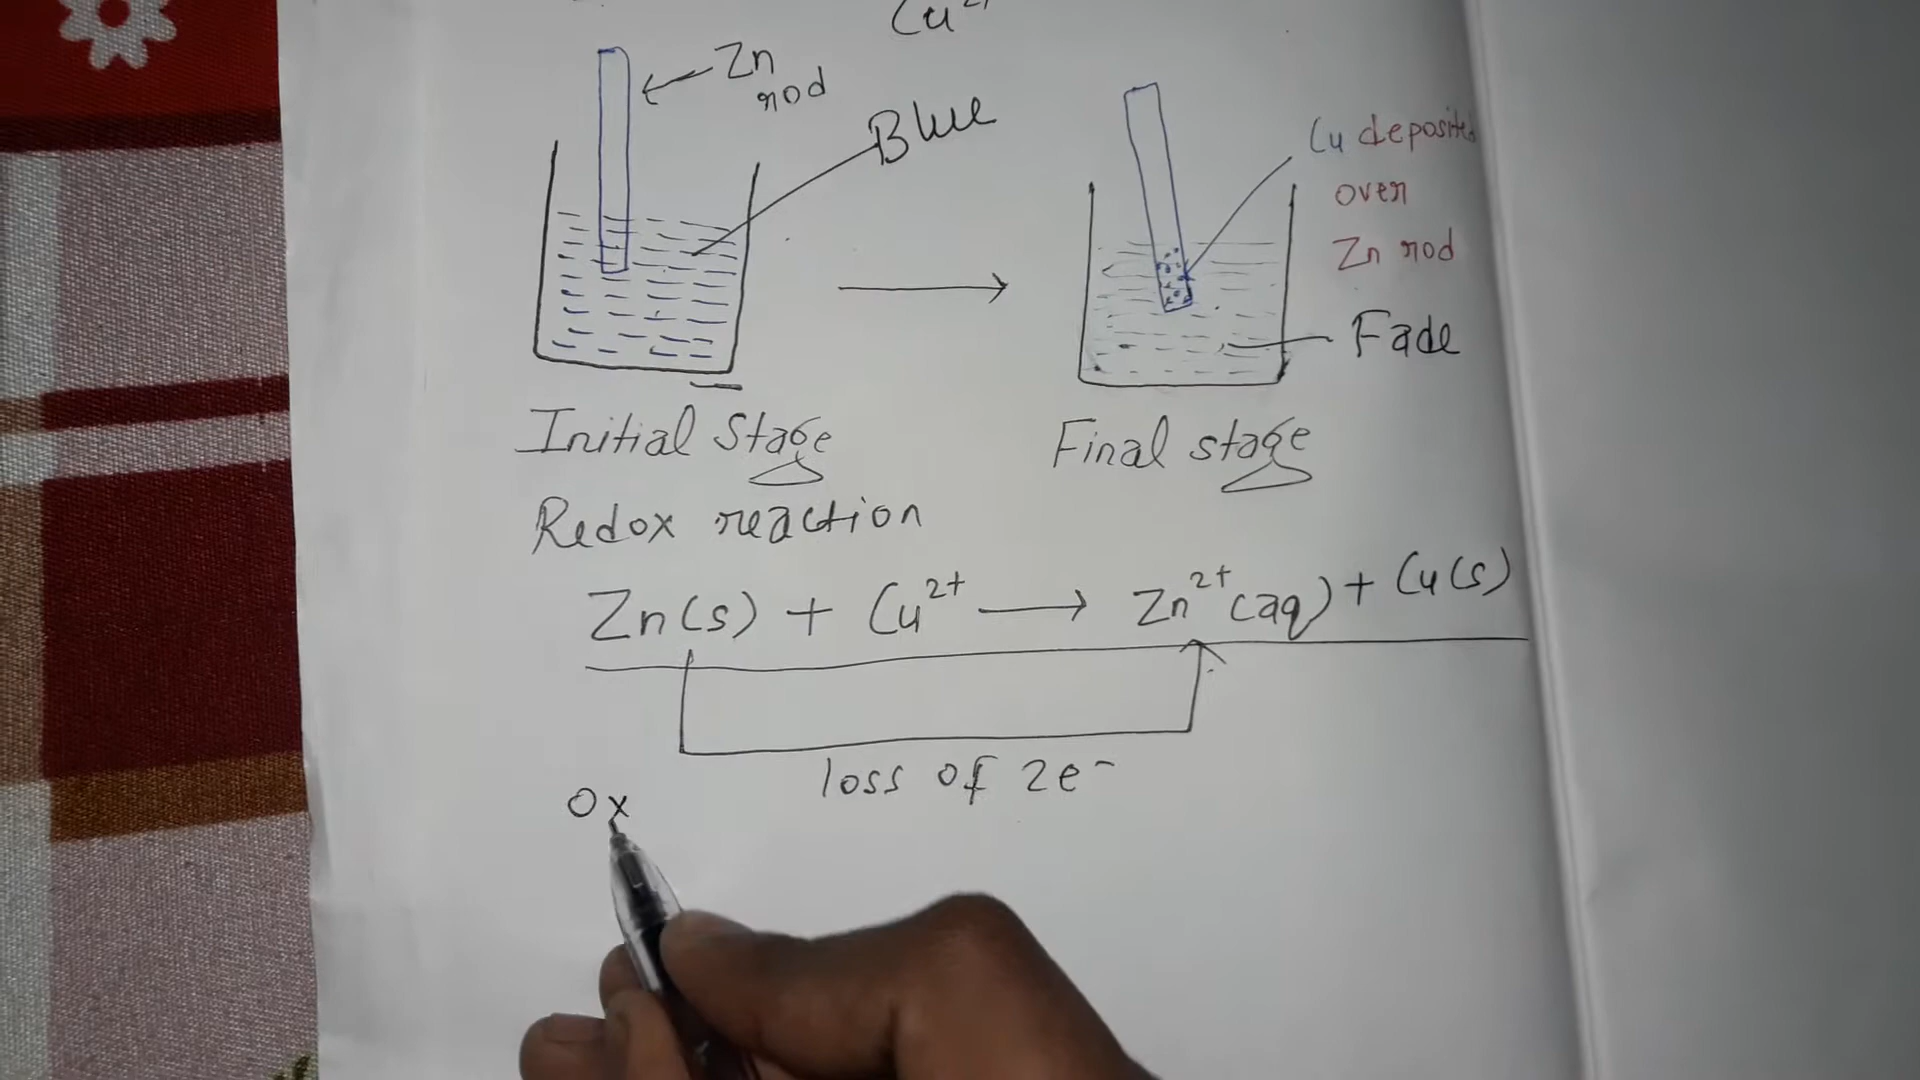 Cu²⁺
Zn
rod
Blue
Cu deposited
over
Zn rod
Fade
Initial Stage
Final stage
Redox reaction
Zn(s) + Cu²⁺ → Zn²⁺(aq) + Cu(s)
loss of 2e⁻
Ox